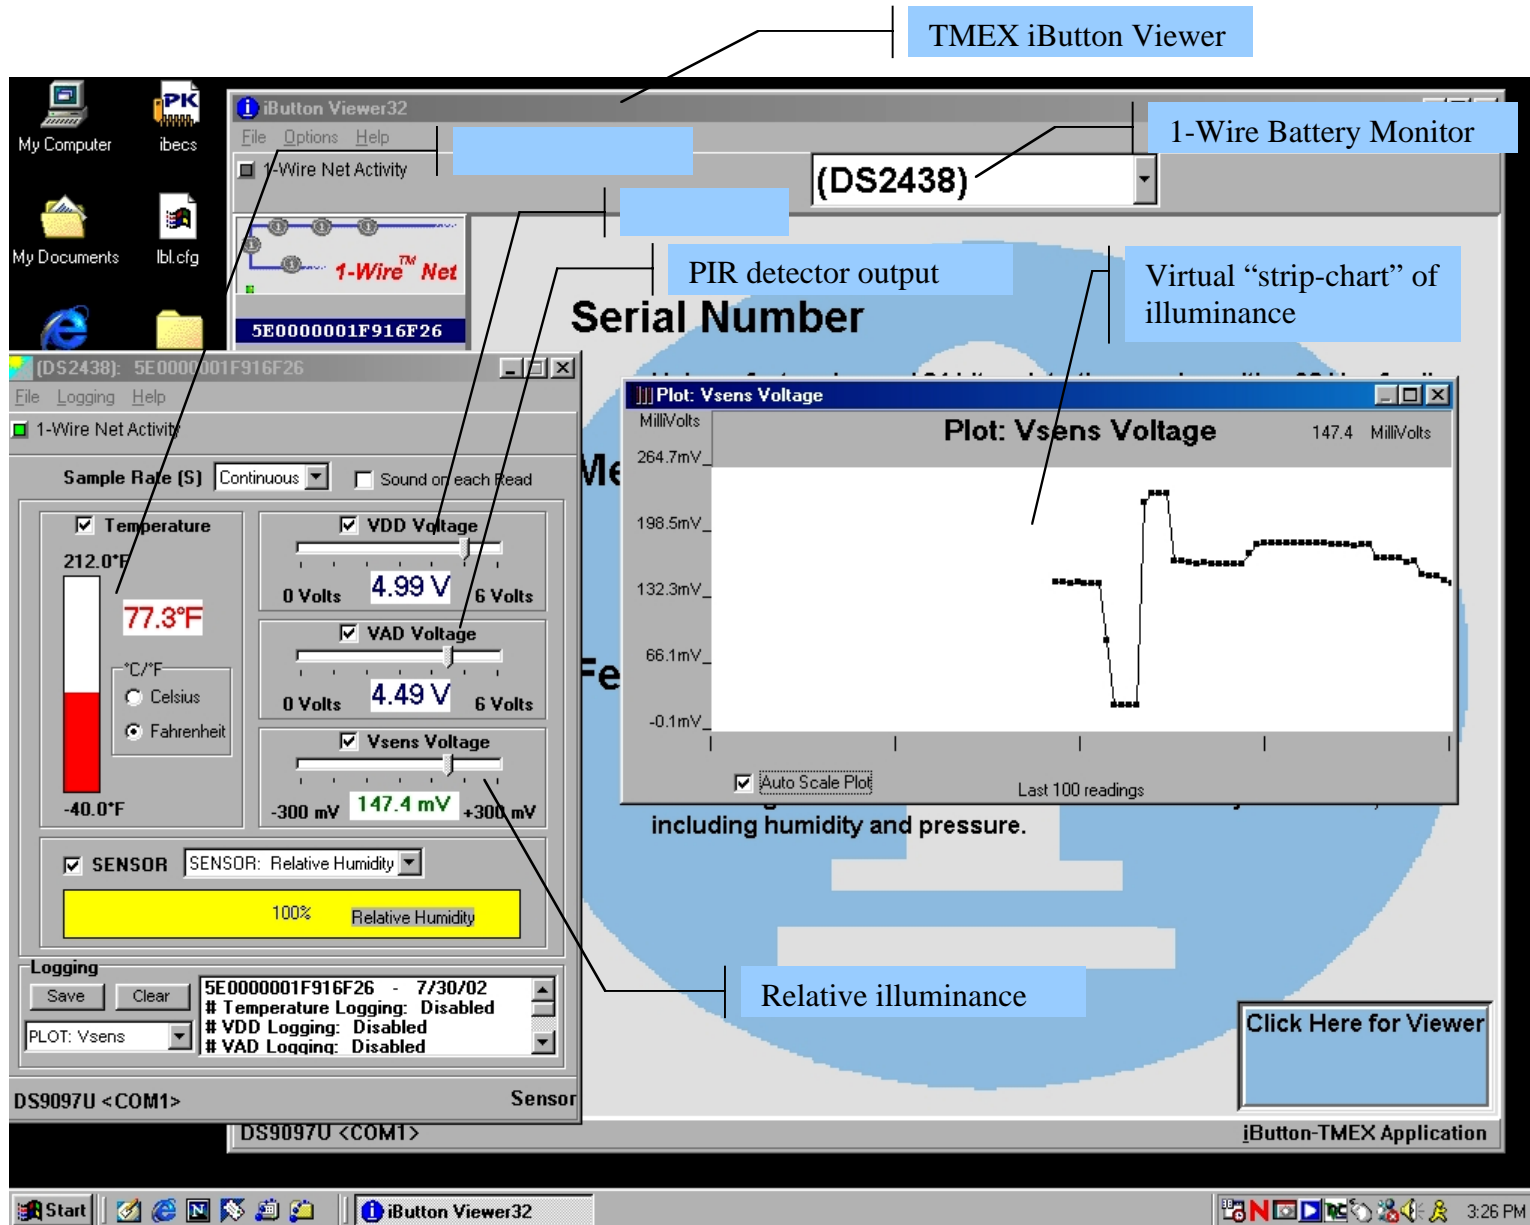 TMEX iButton Viewer
My Computer
ibecs
My Documents
lbl.cfg
iButton Viewer32
File Options Help
1-Wire Net Activity
(DS2438)
1-Wire Battery Monitor
1-Wire™ Net
5E0000001F916F26
PIR detector output
Virtual “strip-chart” of
illuminance
Serial Number
(DS2438): 5E0000001F916F26
File Logging Help
1-Wire Net Activity
Sample Rate (S) Continuous Sound on each Read
Temperature
212.0°F
77.3°F
°C/°F
Celsius
Fahrenheit
-40.0°F
VDD Voltage
4.99 V
0 Volts 6 Volts
VAD Voltage
4.49 V
0 Volts 6 Volts
Vsens Voltage
-300 mV 147.4 mV +300 mV
SENSOR SENSOR: Relative Humidity
100% Relative Humidity
Logging
Save Clear
PLOT: Vsens
5E0000001F916F26 - 7/30/02
# Temperature Logging: Disabled
# VDD Logging: Disabled
# VAD Logging: Disabled
DS9097U <COM1> Sensor
Plot: Vsens Voltage
MilliVolts
Plot: Vsens Voltage
147.4 MilliVolts
264.7mV
198.5mV
132.3mV
66.1mV
-0.1mV
Auto Scale Plot
Last 100 readings
including humidity and pressure.
Relative illuminance
Click Here for Viewer
DS9097U <COM1>
iButton-TMEX Application
Start
iButton Viewer32
3:26 PM